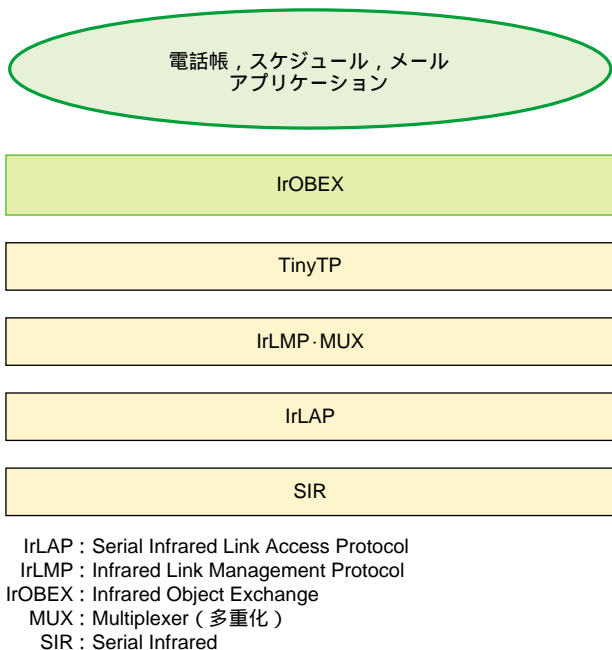 電話帳，スケジュール，メール
アプリケーション
IrOBEX
TinyTP
IrLMP·MUX
IrLAP
SIR
IrLAP：Serial Infrared Link Access Protocol
IrLMP：Infrared Link Management Protocol
IrOBEX：Infrared Object Exchange
MUX：Multiplexer（多重化）
SIR：Serial Infrared